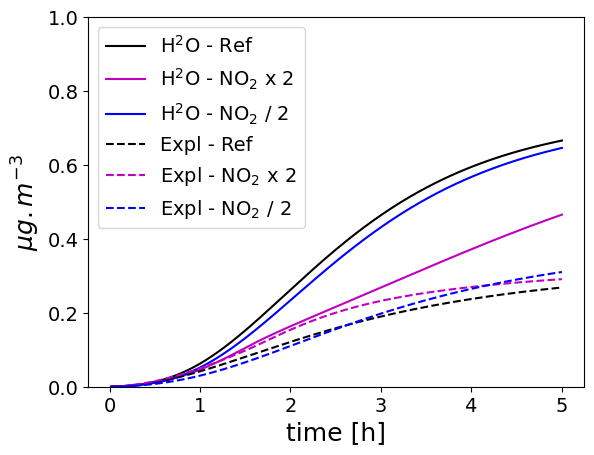 1.0
0.8
0.6
0.4
0.2
0.0
μg.m⁻³
H²O - Ref
H²O - NO₂ x 2
H²O - NO₂ / 2
Expl - Ref
Expl - NO₂ x 2
Expl - NO₂ / 2
0 1 2 3 4 5
time [h]